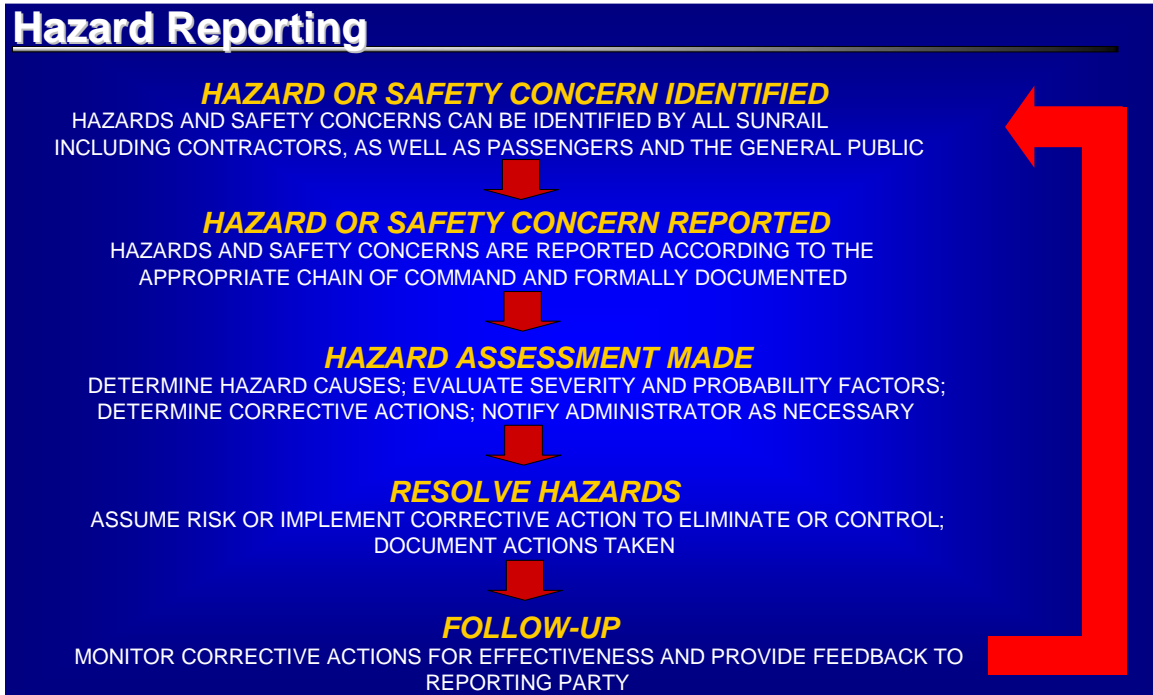 Hazard Reporting
HAZARD OR SAFETY CONCERN IDENTIFIED
HAZARDS AND SAFETY CONCERNS CAN BE IDENTIFIED BY ALL SUNRAIL
INCLUDING CONTRACTORS, AS WELL AS PASSENGERS AND THE GENERAL PUBLIC
HAZARD OR SAFETY CONCERN REPORTED
HAZARDS AND SAFETY CONCERNS ARE REPORTED ACCORDING TO THE
APPROPRIATE CHAIN OF COMMAND AND FORMALLY DOCUMENTED
HAZARD ASSESSMENT MADE
DETERMINE HAZARD CAUSES; EVALUATE SEVERITY AND PROBABILITY FACTORS;
DETERMINE CORRECTIVE ACTIONS; NOTIFY ADMINISTRATOR AS NECESSARY
RESOLVE HAZARDS
ASSUME RISK OR IMPLEMENT CORRECTIVE ACTION TO ELIMINATE OR CONTROL;
DOCUMENT ACTIONS TAKEN
FOLLOW-UP
MONITOR CORRECTIVE ACTIONS FOR EFFECTIVENESS AND PROVIDE FEEDBACK TO
REPORTING PARTY